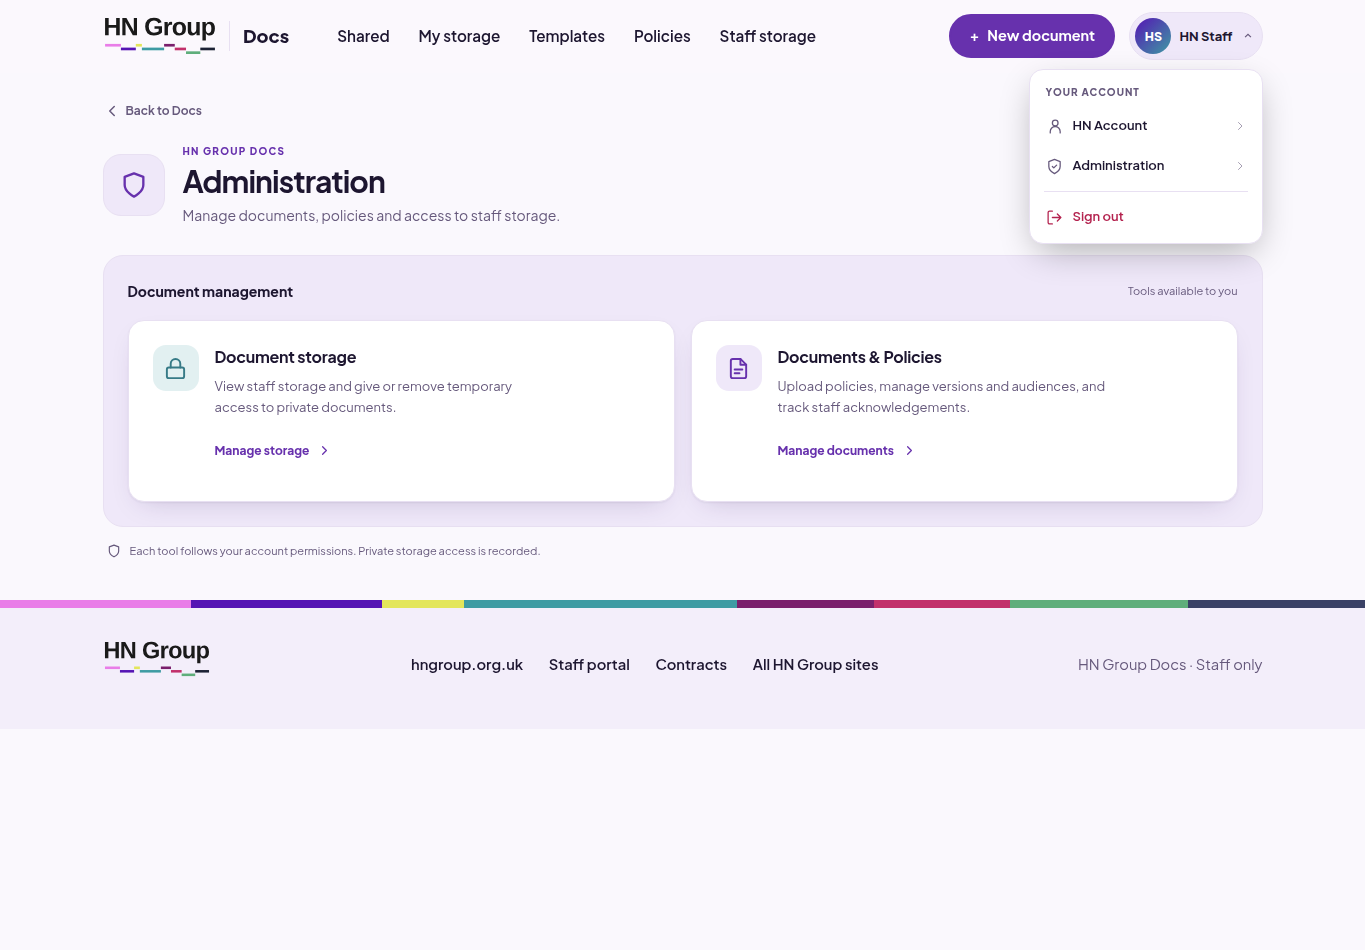 HN Group
Docs
Shared
My storage
Templates
Policies
Staff storage
+ New document
HS
HN Staff
YOUR ACCOUNT
HN Account
Administration
Sign out
Back to Docs
HN GROUP DOCS
Administration
Manage documents, policies and access to staff storage.
Document management
Tools available to you
Document storage
View staff storage and give or remove temporary
access to private documents.
Manage storage
Documents & Policies
Upload policies, manage versions and audiences, and
track staff acknowledgements.
Manage documents
Each tool follows your account permissions. Private storage access is recorded.
HN Group
hngroup.org.uk
Staff portal
Contracts
All HN Group sites
HN Group Docs · Staff only